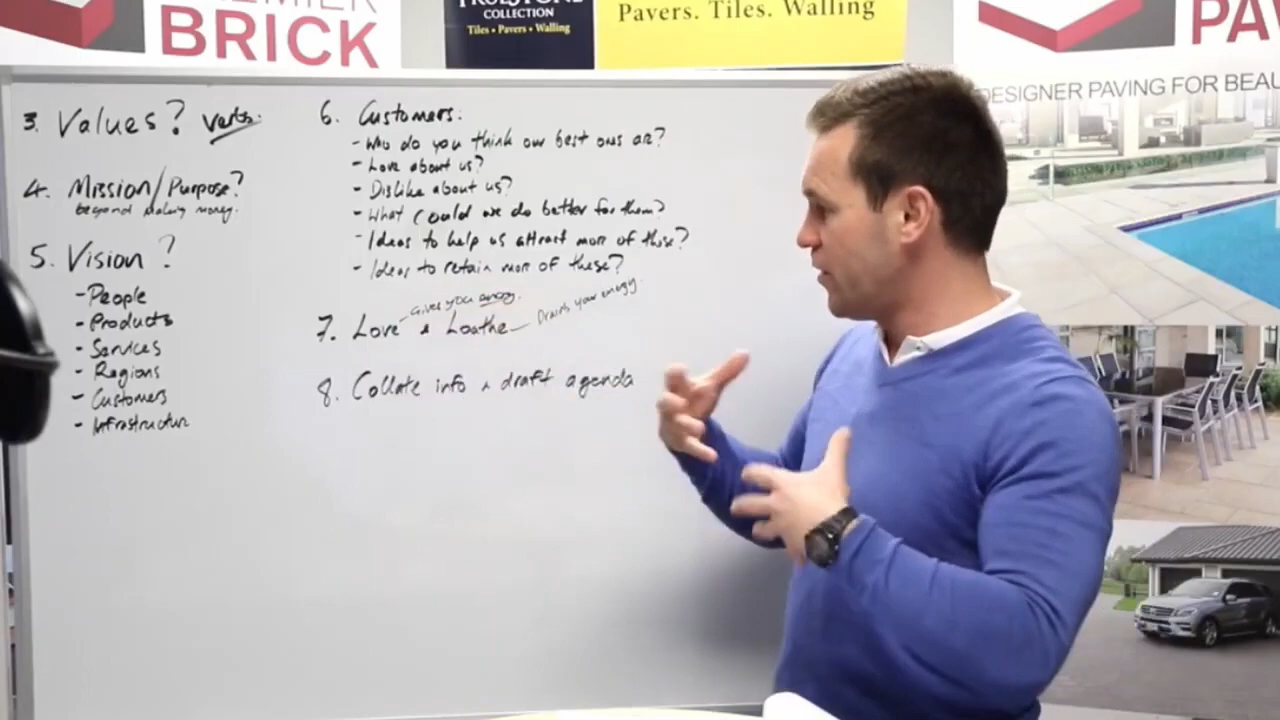 BRICK
COLLECTION
Tiles • Pavers • Walling
Pavers. Tiles. Walling
PAV
DESIGNER PAVING FOR BEAU
3. Values? Verbs.
4. Mission/Purpose?
beyond making money.
5. Vision?
- People
- Products
- Services
- Regions
- Customers
- Infrastructure
6. Customers.
- Who do you think our best ones are?
- Love about us?
- Dislike about us?
- What could we do better for them?
- Ideas to help us attract more of these?
- Ideas to retain more of these?
Gives you energy. Drains your energy.
7. Love & Loathe
8. Collate info & draft agenda